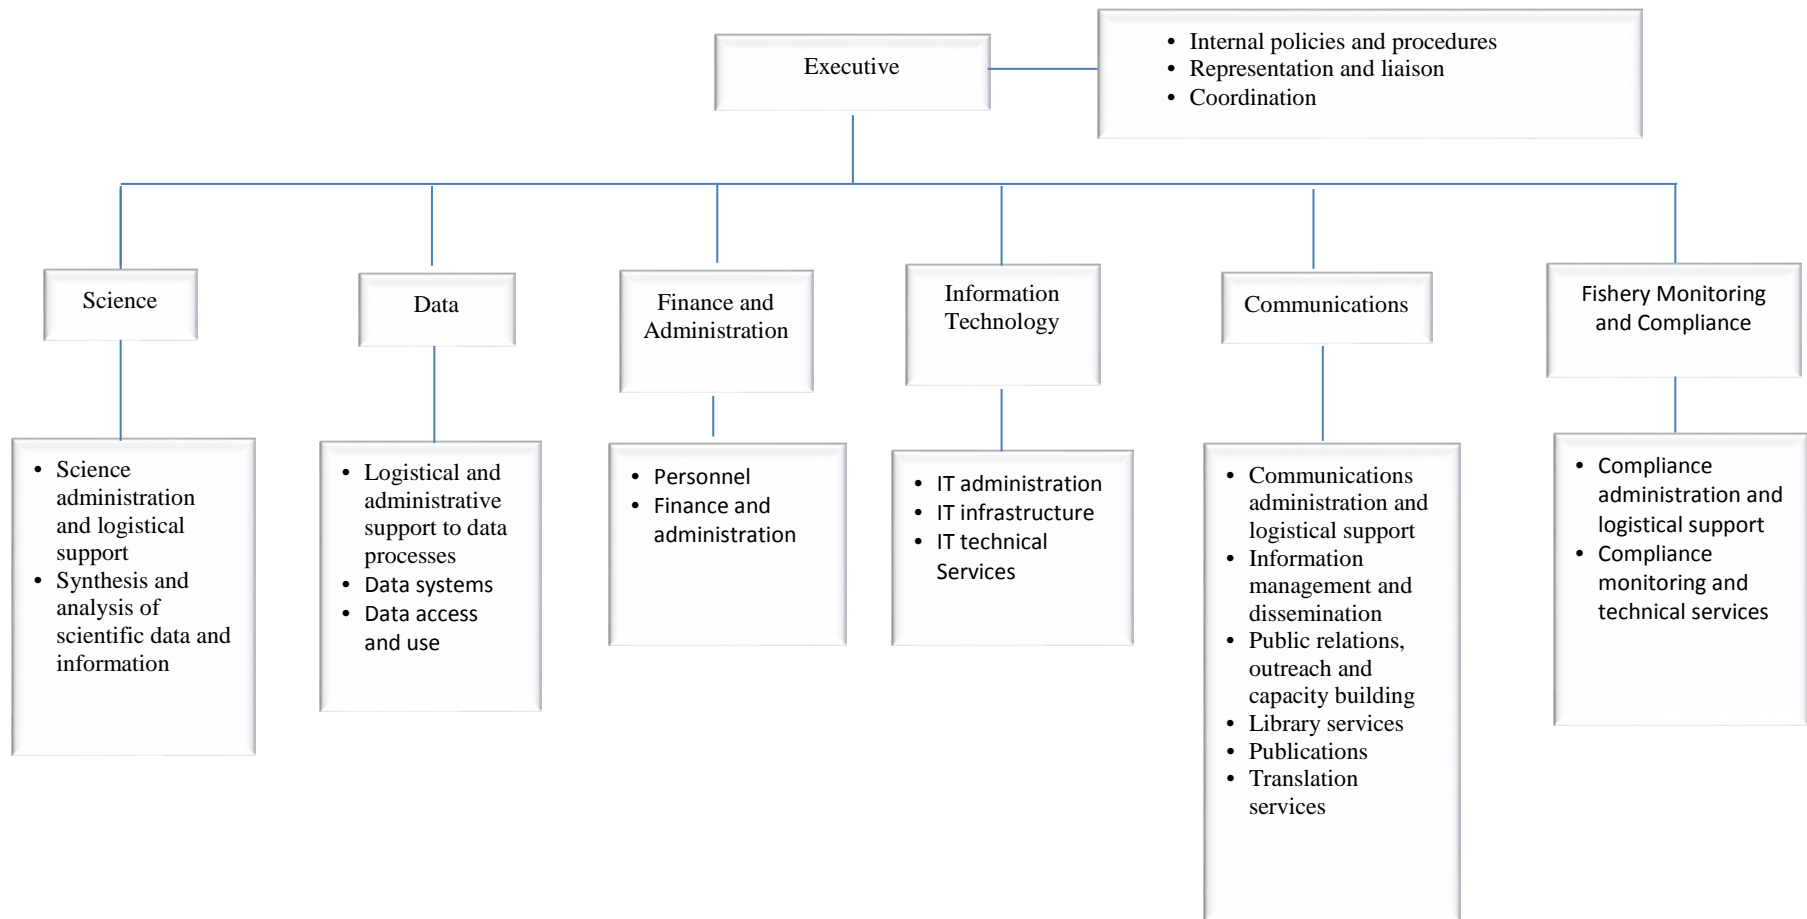 Executive
• Internal policies and procedures
• Representation and liaison
• Coordination
Science
Data
Finance and
Administration
Information
Technology
Communications
Fishery Monitoring
and Compliance
• Science
administration
and logistical
support
• Synthesis and
analysis of
scientific data and
information
• Logistical and
administrative
support to data
processes
• Data systems
• Data access
and use
• Personnel
• Finance and
administration
• IT administration
• IT infrastructure
• IT technical
Services
• Communications
administration and
logistical support
• Information
management and
dissemination
• Public relations,
outreach and
capacity building
• Library services
• Publications
• Translation
services
• Compliance
administration and
logistical support
• Compliance
monitoring and
technical services